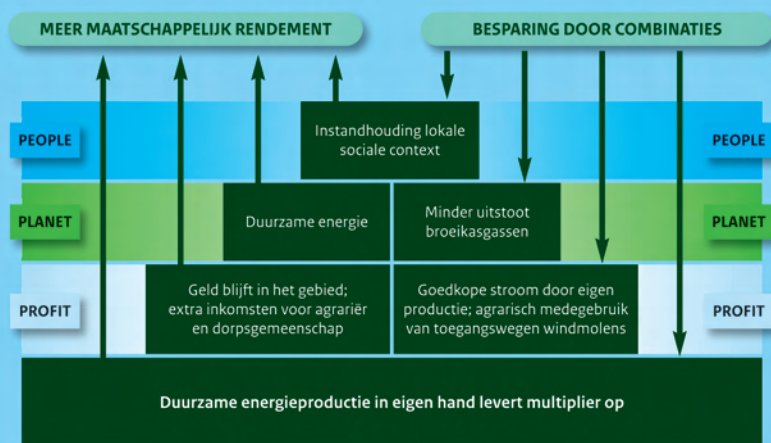 MEER MAATSCHAPPELIJK RENDEMENT
BESPARING DOOR COMBINATIES
PEOPLE
Instandhouding lokale
sociale context
PEOPLE
PLANET
Duurzame energie
Minder uitstoot
broeikasgassen
PLANET
PROFIT
Geld blijft in het gebied;
extra inkomsten voor agrariër
en dorpsgemeenschap
Goedkope stroom door eigen
productie; agrarisch medegebruik
van toegangswegen windmolens
PROFIT
Duurzame energieproductie in eigen hand levert multiplier op